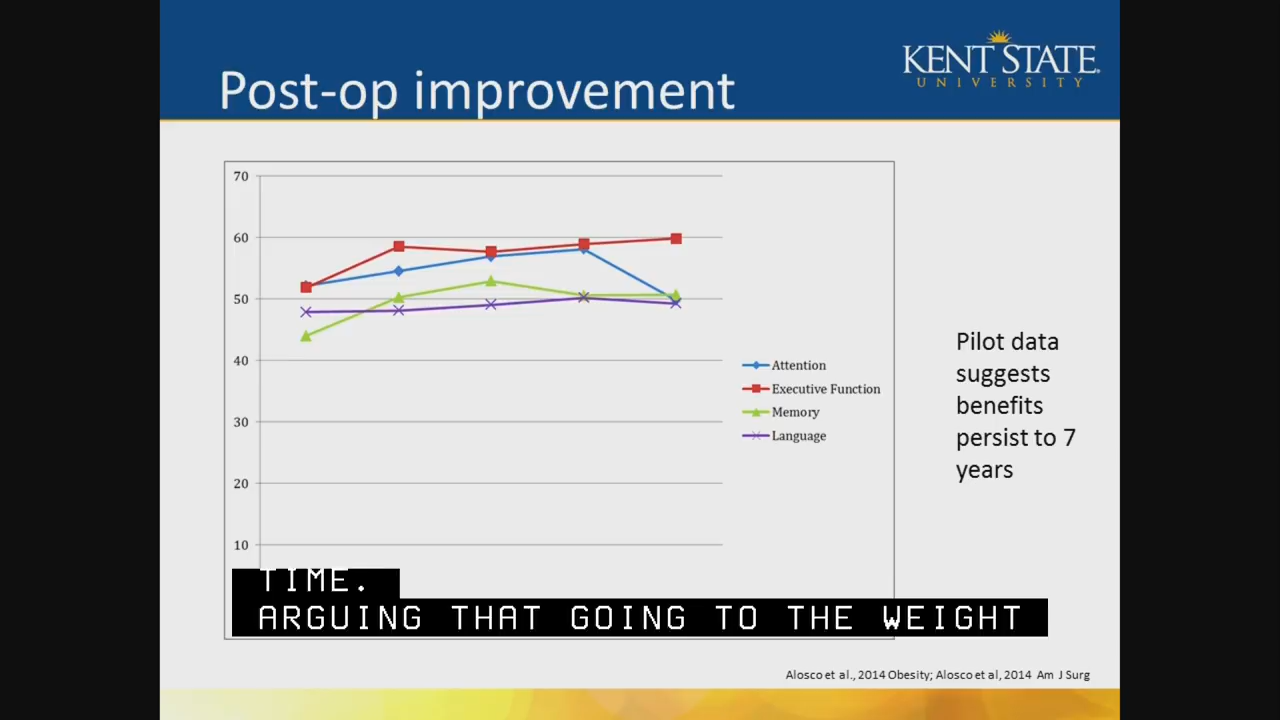 KENT STATE
UNIVERSITY
Post-op improvement
70
60
50
40
30
20
10
Attention
Executive Function
Memory
Language
Pilot data
suggests
benefits
persist to 7
years
TIME.
ARGUING THAT GOING TO THE WEIGHT
Alosco et al., 2014 Obesity; Alosco et al, 2014 Am J Surg